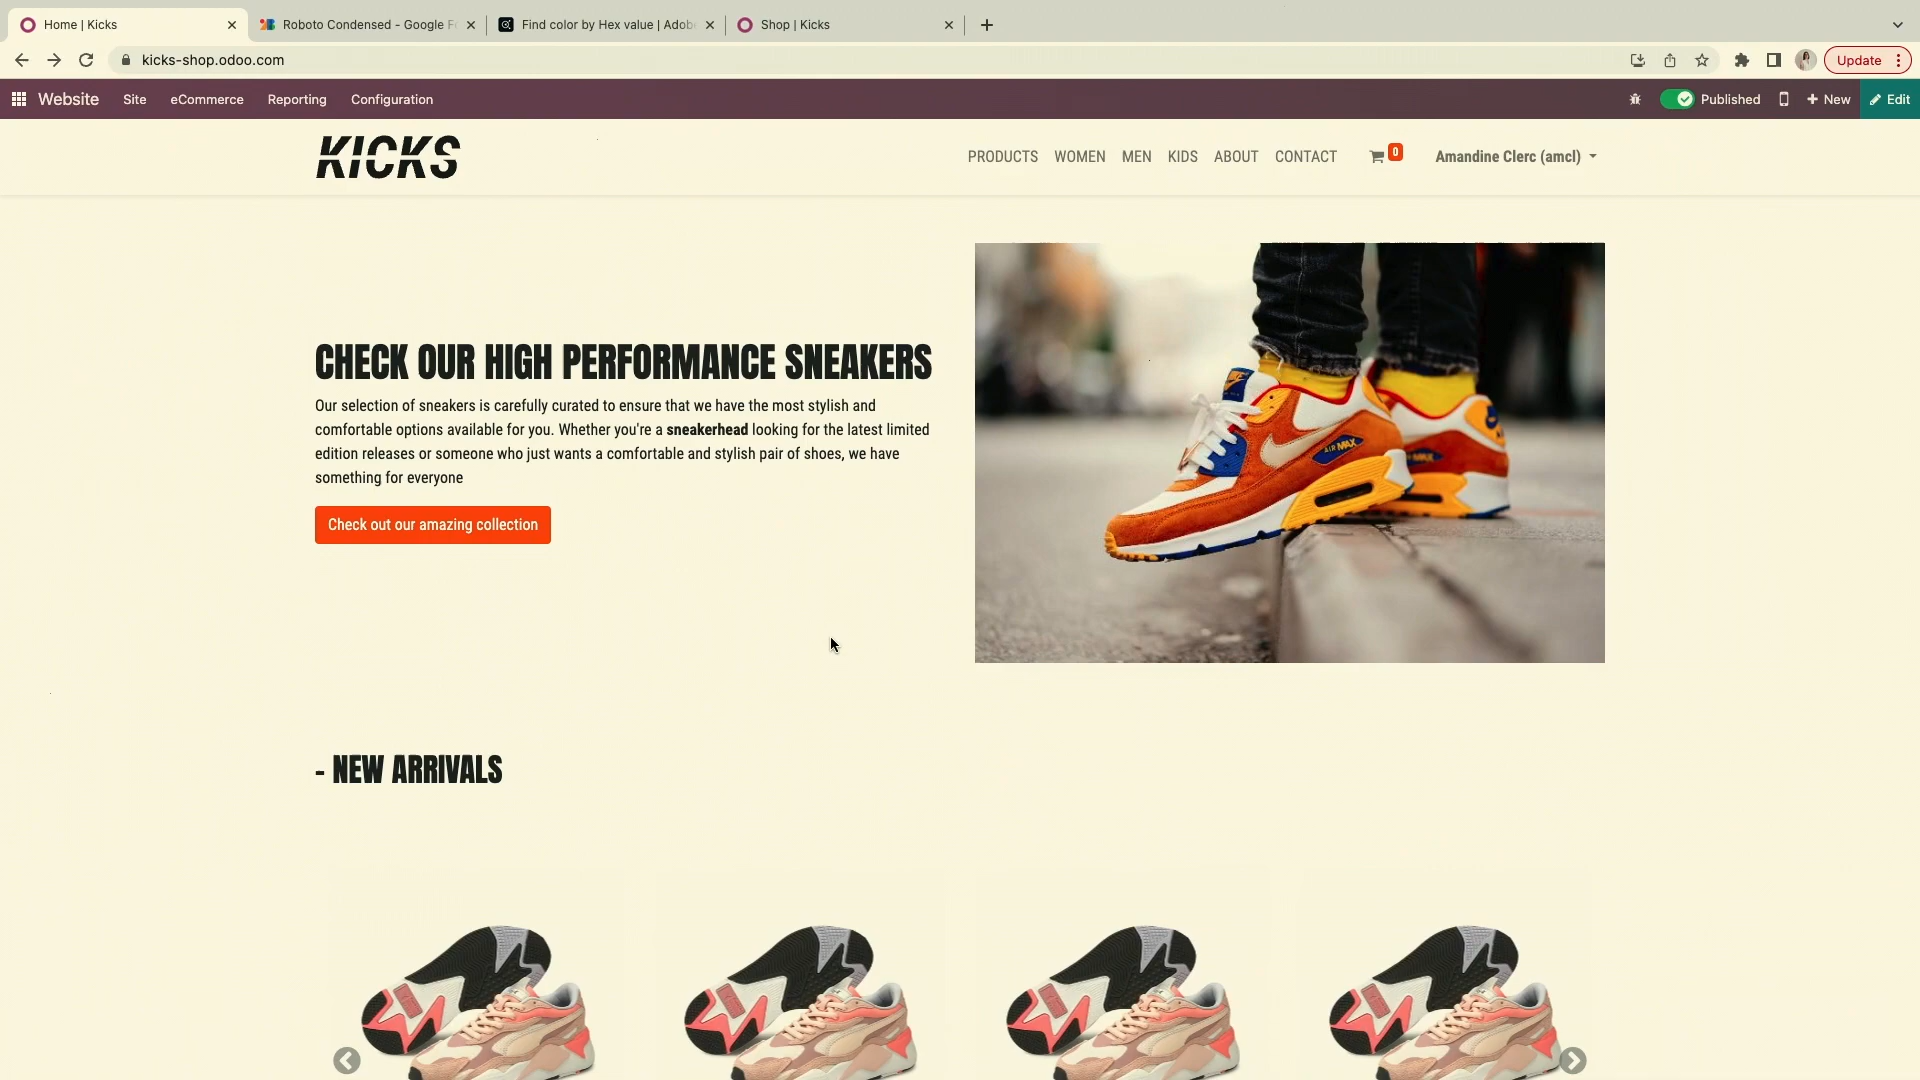 Home | Kicks
Roboto Condensed - Google F
Find color by Hex value | Adob
Shop | Kicks
kicks-shop.odoo.com
Update
Website
Site
eCommerce
Reporting
Configuration
Published
+ New
Edit
KICKS
PRODUCTS
WOMEN
MEN
KIDS
ABOUT
CONTACT
0
Amandine Clerc (amcl)
CHECK OUR HIGH PERFORMANCE SNEAKERS
Our selection of sneakers is carefully curated to ensure that we have the most stylish and
comfortable options available for you. Whether you're a sneakerhead looking for the latest limited
edition releases or someone who just wants a comfortable and stylish pair of shoes, we have
something for everyone
Check out our amazing collection
AIR MAX
- NEW ARRIVALS